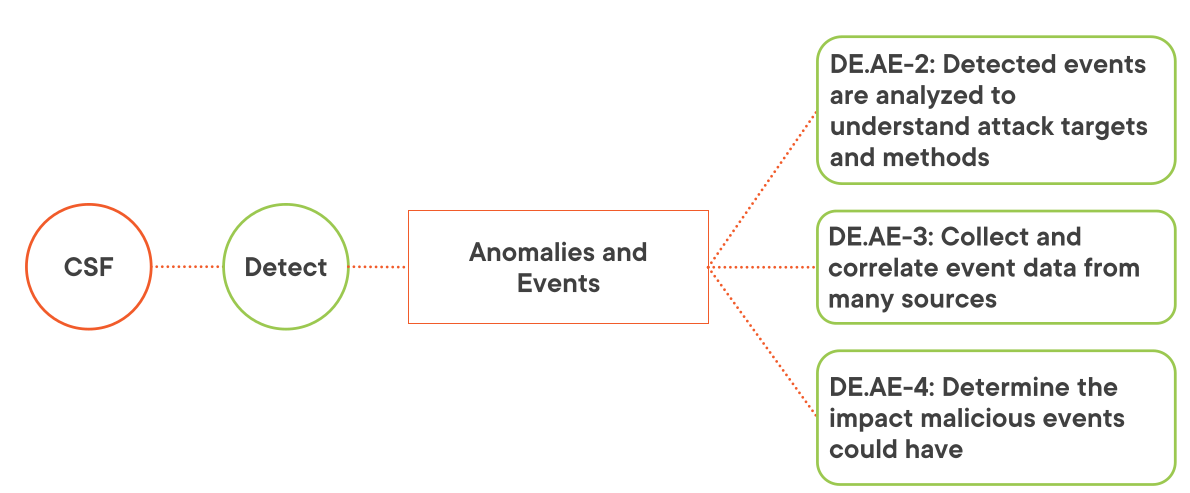 CSF
Detect
Anomalies and
Events
DE.AE-2: Detected events
are analyzed to
understand attack targets
and methods
DE.AE-3: Collect and
correlate event data from
many sources
DE.AE-4: Determine the
impact malicious events
could have